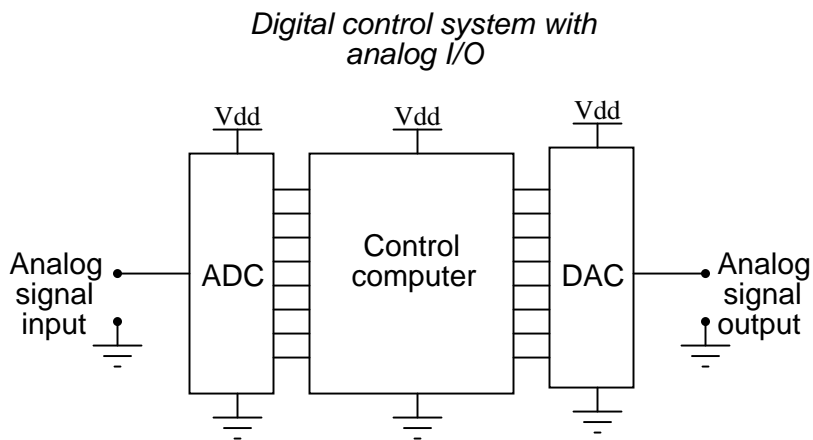 Digital control system with
analog I/O
Vdd
Vdd
Vdd
Analog
signal
input
ADC
Control
computer
DAC
Analog
signal
output